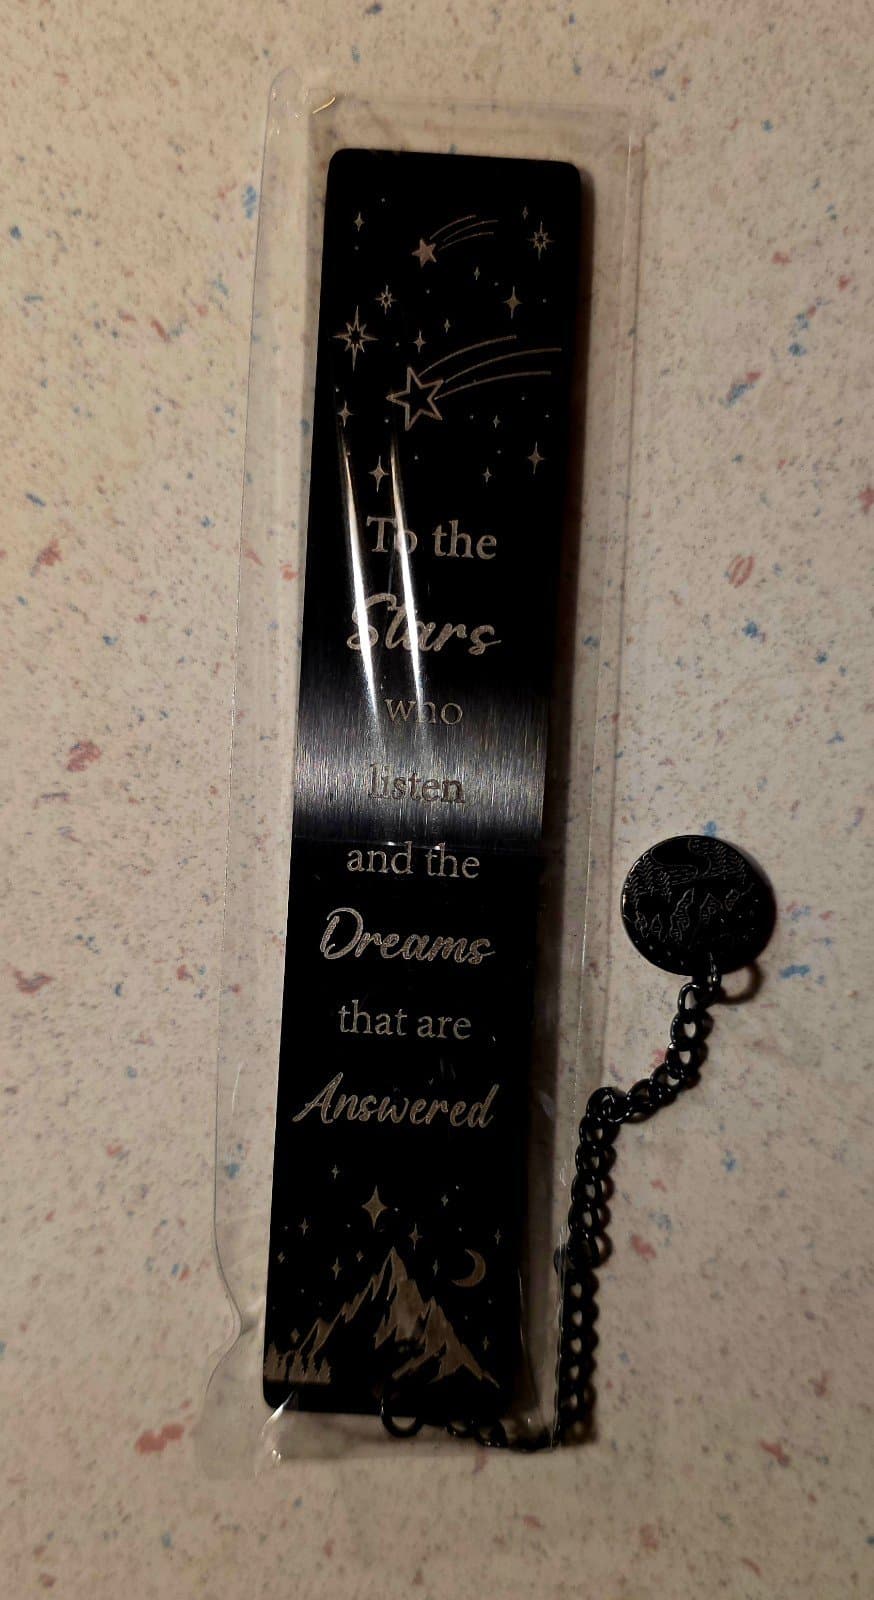 To the
Stars
who
listen
and the
Dreams
that are
Answered